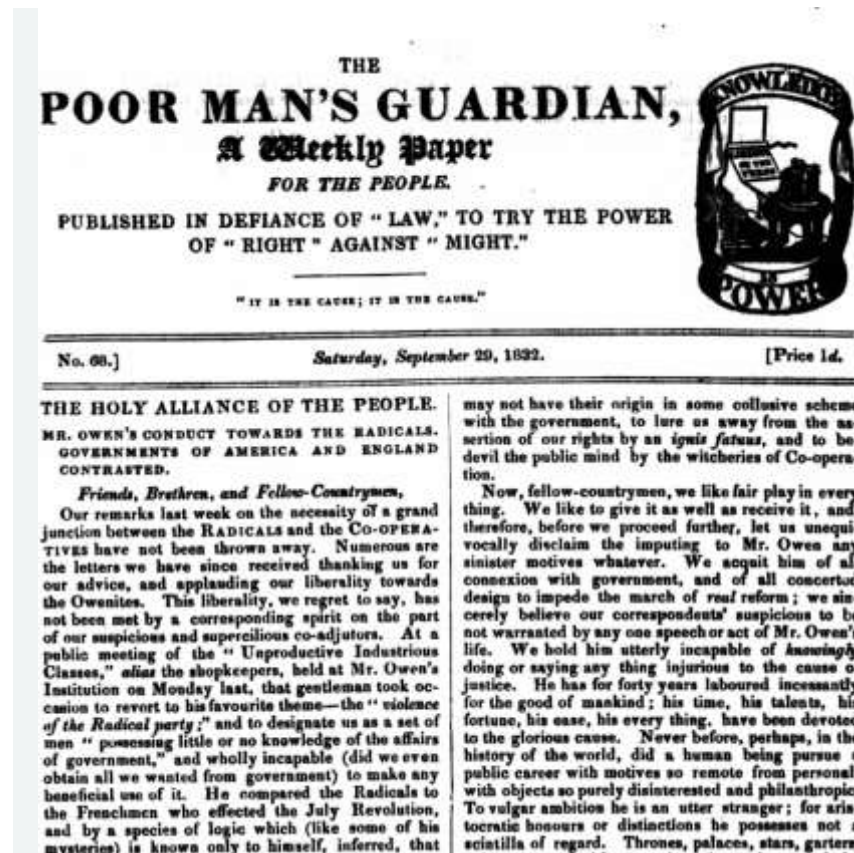 THE
POOR MAN'S GUARDIAN,
A Weekly Paper
FOR THE PEOPLE.
PUBLISHED IN DEFIANCE OF "LAW," TO TRY THE POWER
OF "RIGHT" AGAINST "MIGHT."
"IT IS THE CAUSE; IT IS THE CAUSE."
KNOWLEDGE
LIBERTY
OF THE
PRESS
IS
POWER
No. 68.] Saturday, September 29, 1832. [Price 1d.
THE HOLY ALLIANCE OF THE PEOPLE.
MR. OWEN'S CONDUCT TOWARDS THE RADICALS.
GOVERNMENTS OF AMERICA AND ENGLAND
CONTRASTED.
Friends, Brethren, and Fellow-Countrymen,
Our remarks last week on the necessity of a grand
junction between the RADICALS and the CO-OPERA-
TIVES have not been thrown away. Numerous are
the letters we have since received thanking us for
our advice, and applauding our liberality towards
the Owenites. This liberality, we regret to say, has
not been met by a corresponding spirit on the part
of our suspicious and supercilious co-adjutors. At a
public meeting of the "Unproductive Industrious
Classes," alias the shopkeepers, held at Mr. Owen's
Institution on Monday last, that gentleman took oc-
casion to revert to his favourite theme—the "violence
of the Radical party;" and to designate us as a set of
men "possessing little or no knowledge of the affairs
of government," and wholly incapable (did we even
obtain all we wanted from government) to make any
beneficial use of it. He compared the Radicals to
the Frenchmen who effected the July Revolution,
and by a species of logic which (like some of his
mysteries) is known only to himself, inferred, that
may not have their origin in some collusive scheme
with the government, to lure us away from the as
sertion of our rights by an ignis fatuus, and to be
devil the public mind by the witcheries of Co-opera
tion.
Now, fellow-countrymen, we like fair play in every
thing. We like to give it as well as receive it, and
therefore, before we proceed further, let us unequi
vocally disclaim the imputing to Mr. Owen any
sinister motives whatever. We acquit him of all
connexion with government, and of all concerted
design to impede the march of real reform; we sin
cerely believe our correspondents' suspicions to be
not warranted by any one speech or act of Mr. Owen's
life. We hold him utterly incapable of knowingly
doing or saying any thing injurious to the cause o
justice. He has for forty years laboured incessantly
for the good of mankind; his time, his talents, his
fortune, his ease, his every thing, have been devoted
to the glorious cause. Never before, perhaps, in the
history of the world, did a human being pursue
public career with motives so remote from personal
with objects so purely disinterested and philanthropic
To vulgar ambition he is an utter stranger; for aris
tocratic honours or distinctions he possesses not
scintilla of regard. Thrones, palaces, stars, garters